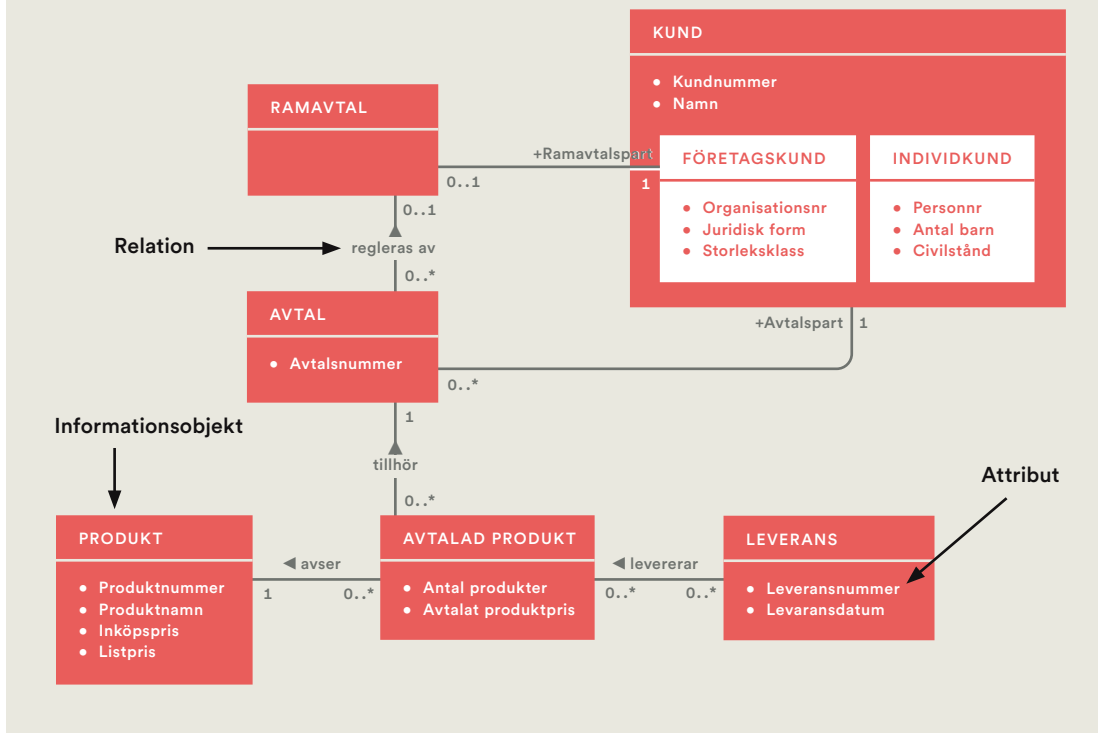 KUND
• Kundnummer
• Namn
RAMAVTAL
+Ramavtalspart
0..1
1
FÖRETAGSKUND
• Organisationsnr
• Juridisk form
• Storleksklass
INDIVIDKUND
• Personnr
• Antal barn
• Civilstånd
0..1
Relation
regleras av
0..*
AVTAL
• Avtalsnummer
+Avtalspart
1
0..*
1
Informationsobjekt
tillhör
0..*
Attribut
PRODUKT
• Produktnummer
• Produktnamn
• Inköpspris
• Listpris
avser
1
0..*
AVTALAD PRODUKT
• Antal produkter
• Avtalat produktpris
levererar
0..*
0..*
LEVERANS
• Leveransnummer
• Levaransdatum